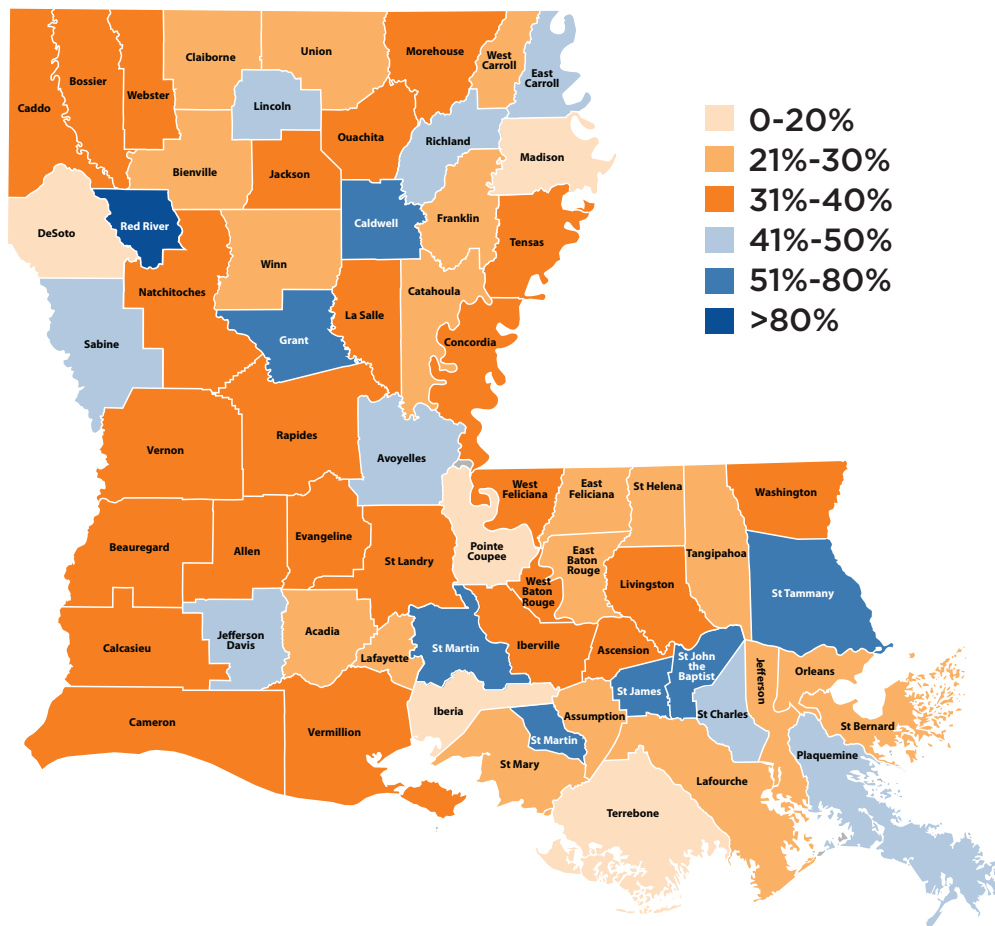 Claiborne
Union
Morehouse
West
Carroll
East
Carroll
Bossier
Webster
Caddo
Lincoln
Ouachita
Richland
Madison
Bienville
Jackson
DeSoto
Red River
Caldwell
Franklin
Tensas
Winn
Natchitoches
Catahoula
La Salle
Sabine
Grant
Concordia
Vernon
Rapides
Avoyelles
West
Feliciana
East
Feliciana
St Helena
Washington
Beauregard
Allen
Evangeline
St Landry
Pointe
Coupee
East
Baton
Rouge
Tangipahoa
West
Baton
Rouge
Livingston
St Tammany
Calcasieu
Jefferson
Davis
Acadia
Lafayette
St Martin
Iberville
Ascension
St John
the
Baptist
St James
Jefferson
Orleans
Cameron
Vermillion
Iberia
Assumption
St Charles
St Bernard
St Martin
St Mary
Plaquemine
Lafourche
Terrebone
0-20%
21%-30%
31%-40%
41%-50%
51%-80%
>80%